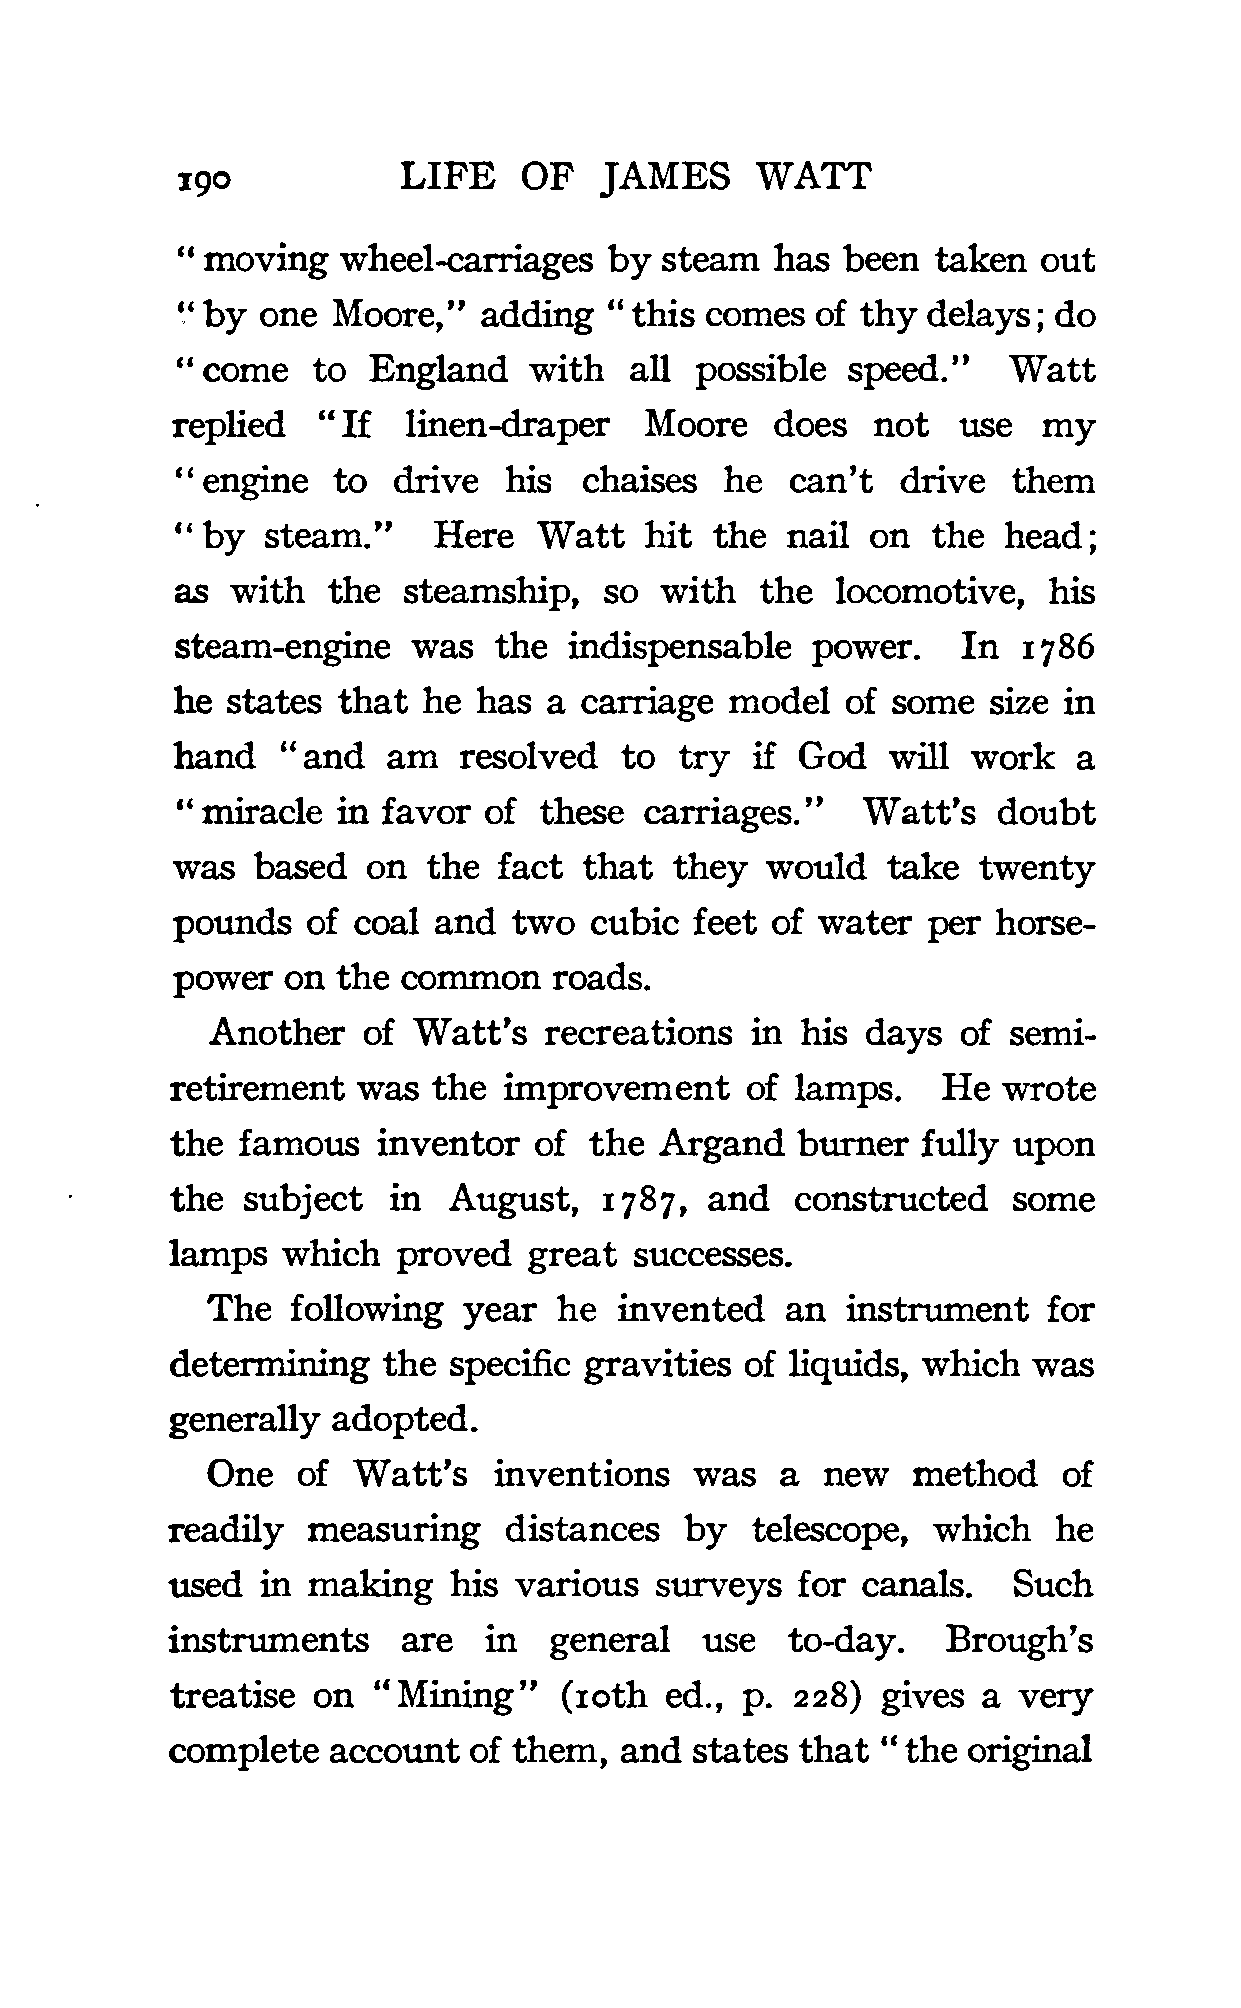 190 LIFE OF JAMES WATT
"moving wheel-carriages by steam has been taken out
"by one Moore," adding "this comes of thy delays; do
"come to England with all possible speed." Watt
replied "If linen-draper Moore does not use my
"engine to drive his chaises he can't drive them
"by steam." Here Watt hit the nail on the head;
as with the steamship, so with the locomotive, his
steam-engine was the indispensable power. In 1786
he states that he has a carriage model of some size in
hand "and am resolved to try if God will work a
"miracle in favor of these carriages." Watt's doubt
was based on the fact that they would take twenty
pounds of coal and two cubic feet of water per horse-
power on the common roads.
Another of Watt's recreations in his days of semi-
retirement was the improvement of lamps. He wrote
the famous inventor of the Argand burner fully upon
the subject in August, 1787, and constructed some
lamps which proved great successes.
The following year he invented an instrument for
determining the specific gravities of liquids, which was
generally adopted.
One of Watt's inventions was a new method of
readily measuring distances by telescope, which he
used in making his various surveys for canals. Such
instruments are in general use to-day. Brough's
treatise on "Mining" (10th ed., p. 228) gives a very
complete account of them, and states that "the original